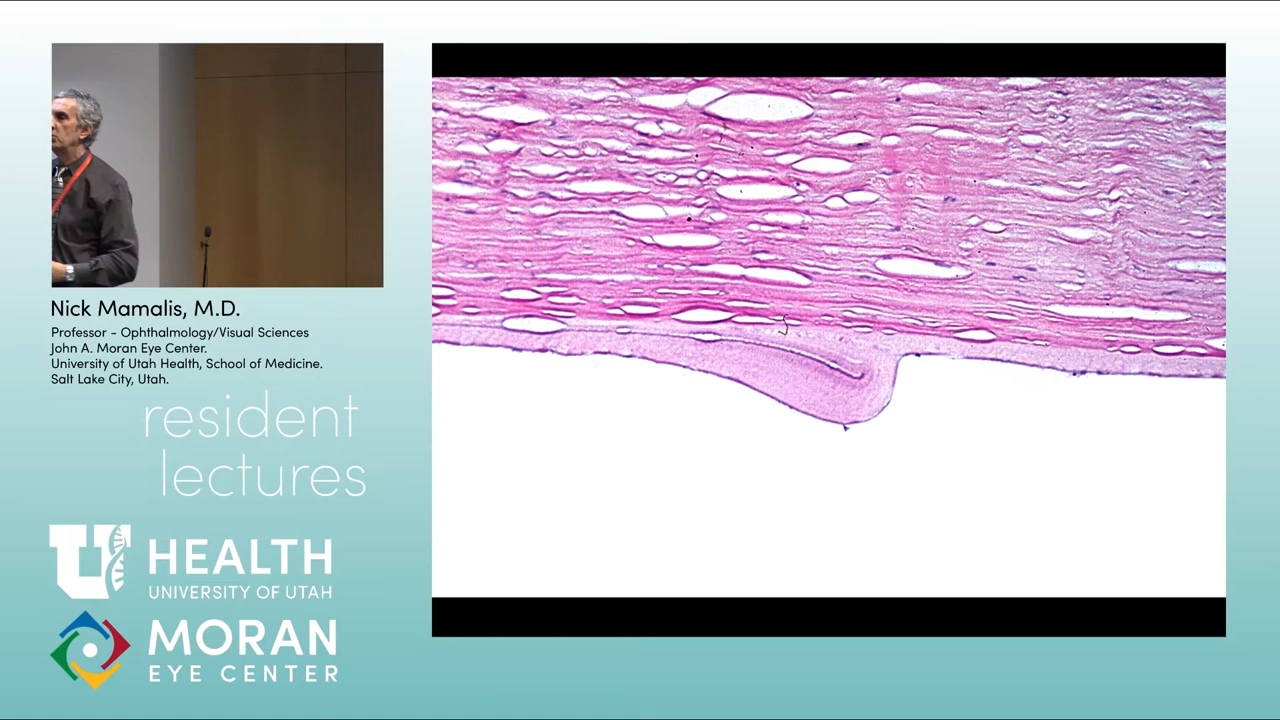 Nick Mamalis, M.D.
Professor - Ophthalmology/Visual Sciences
John A. Moran Eye Center.
University of Utah Health, School of Medicine.
Salt Lake City, Utah.
resident
lectures
U
HEALTH
UNIVERSITY OF UTAH
MORAN
EYE CENTER